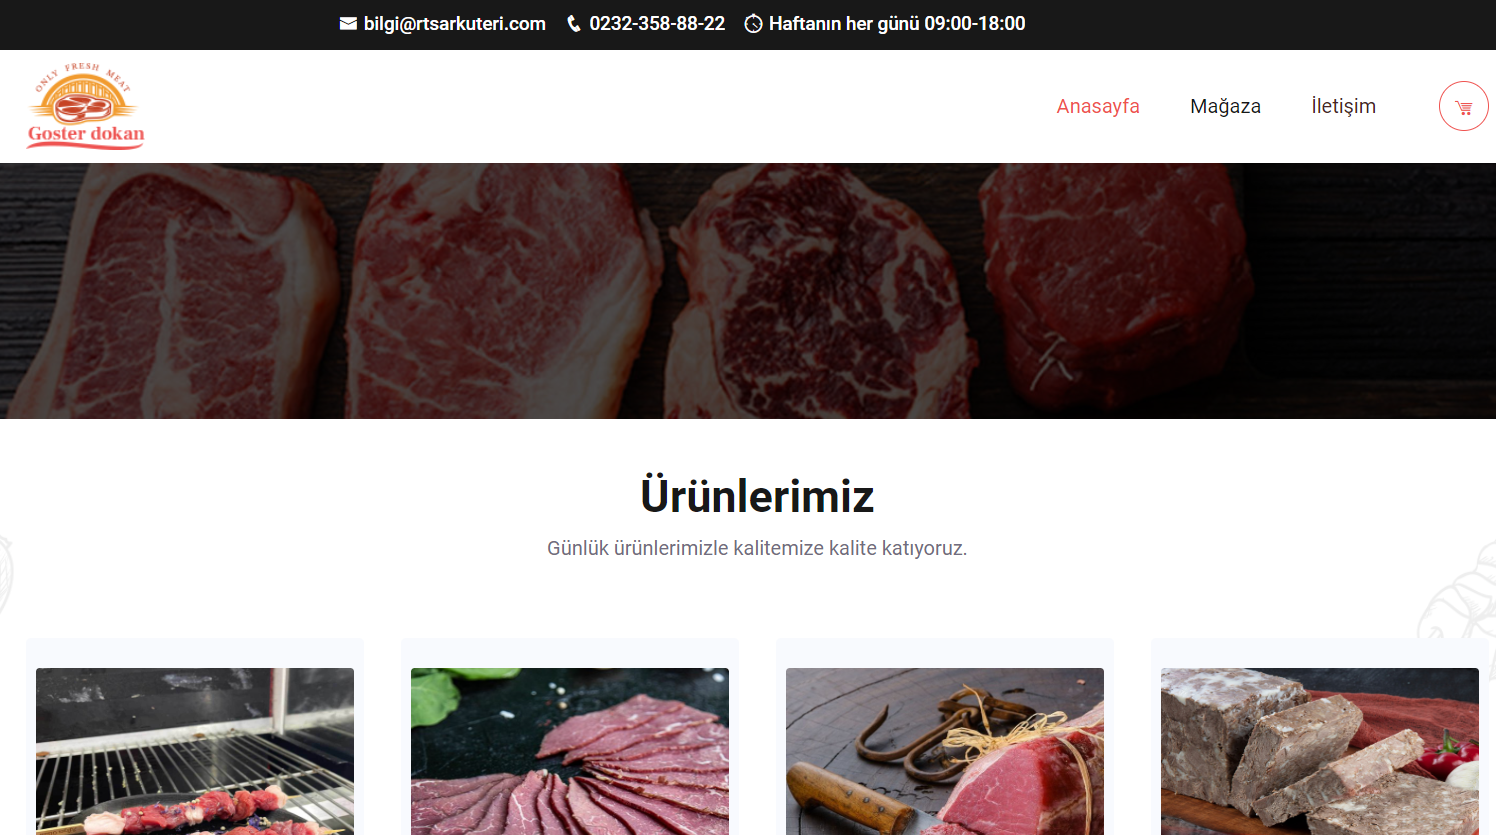 bilgi@rtsarkuteri.com 0232-358-88-22 Haftanın her günü 09:00-18:00
ONLY FRESH MEAT
Goster dokan
Anasayfa Mağaza İletişim
Ürünlerimiz
Günlük ürünlerimizle kalitemize kalite katıyoruz.